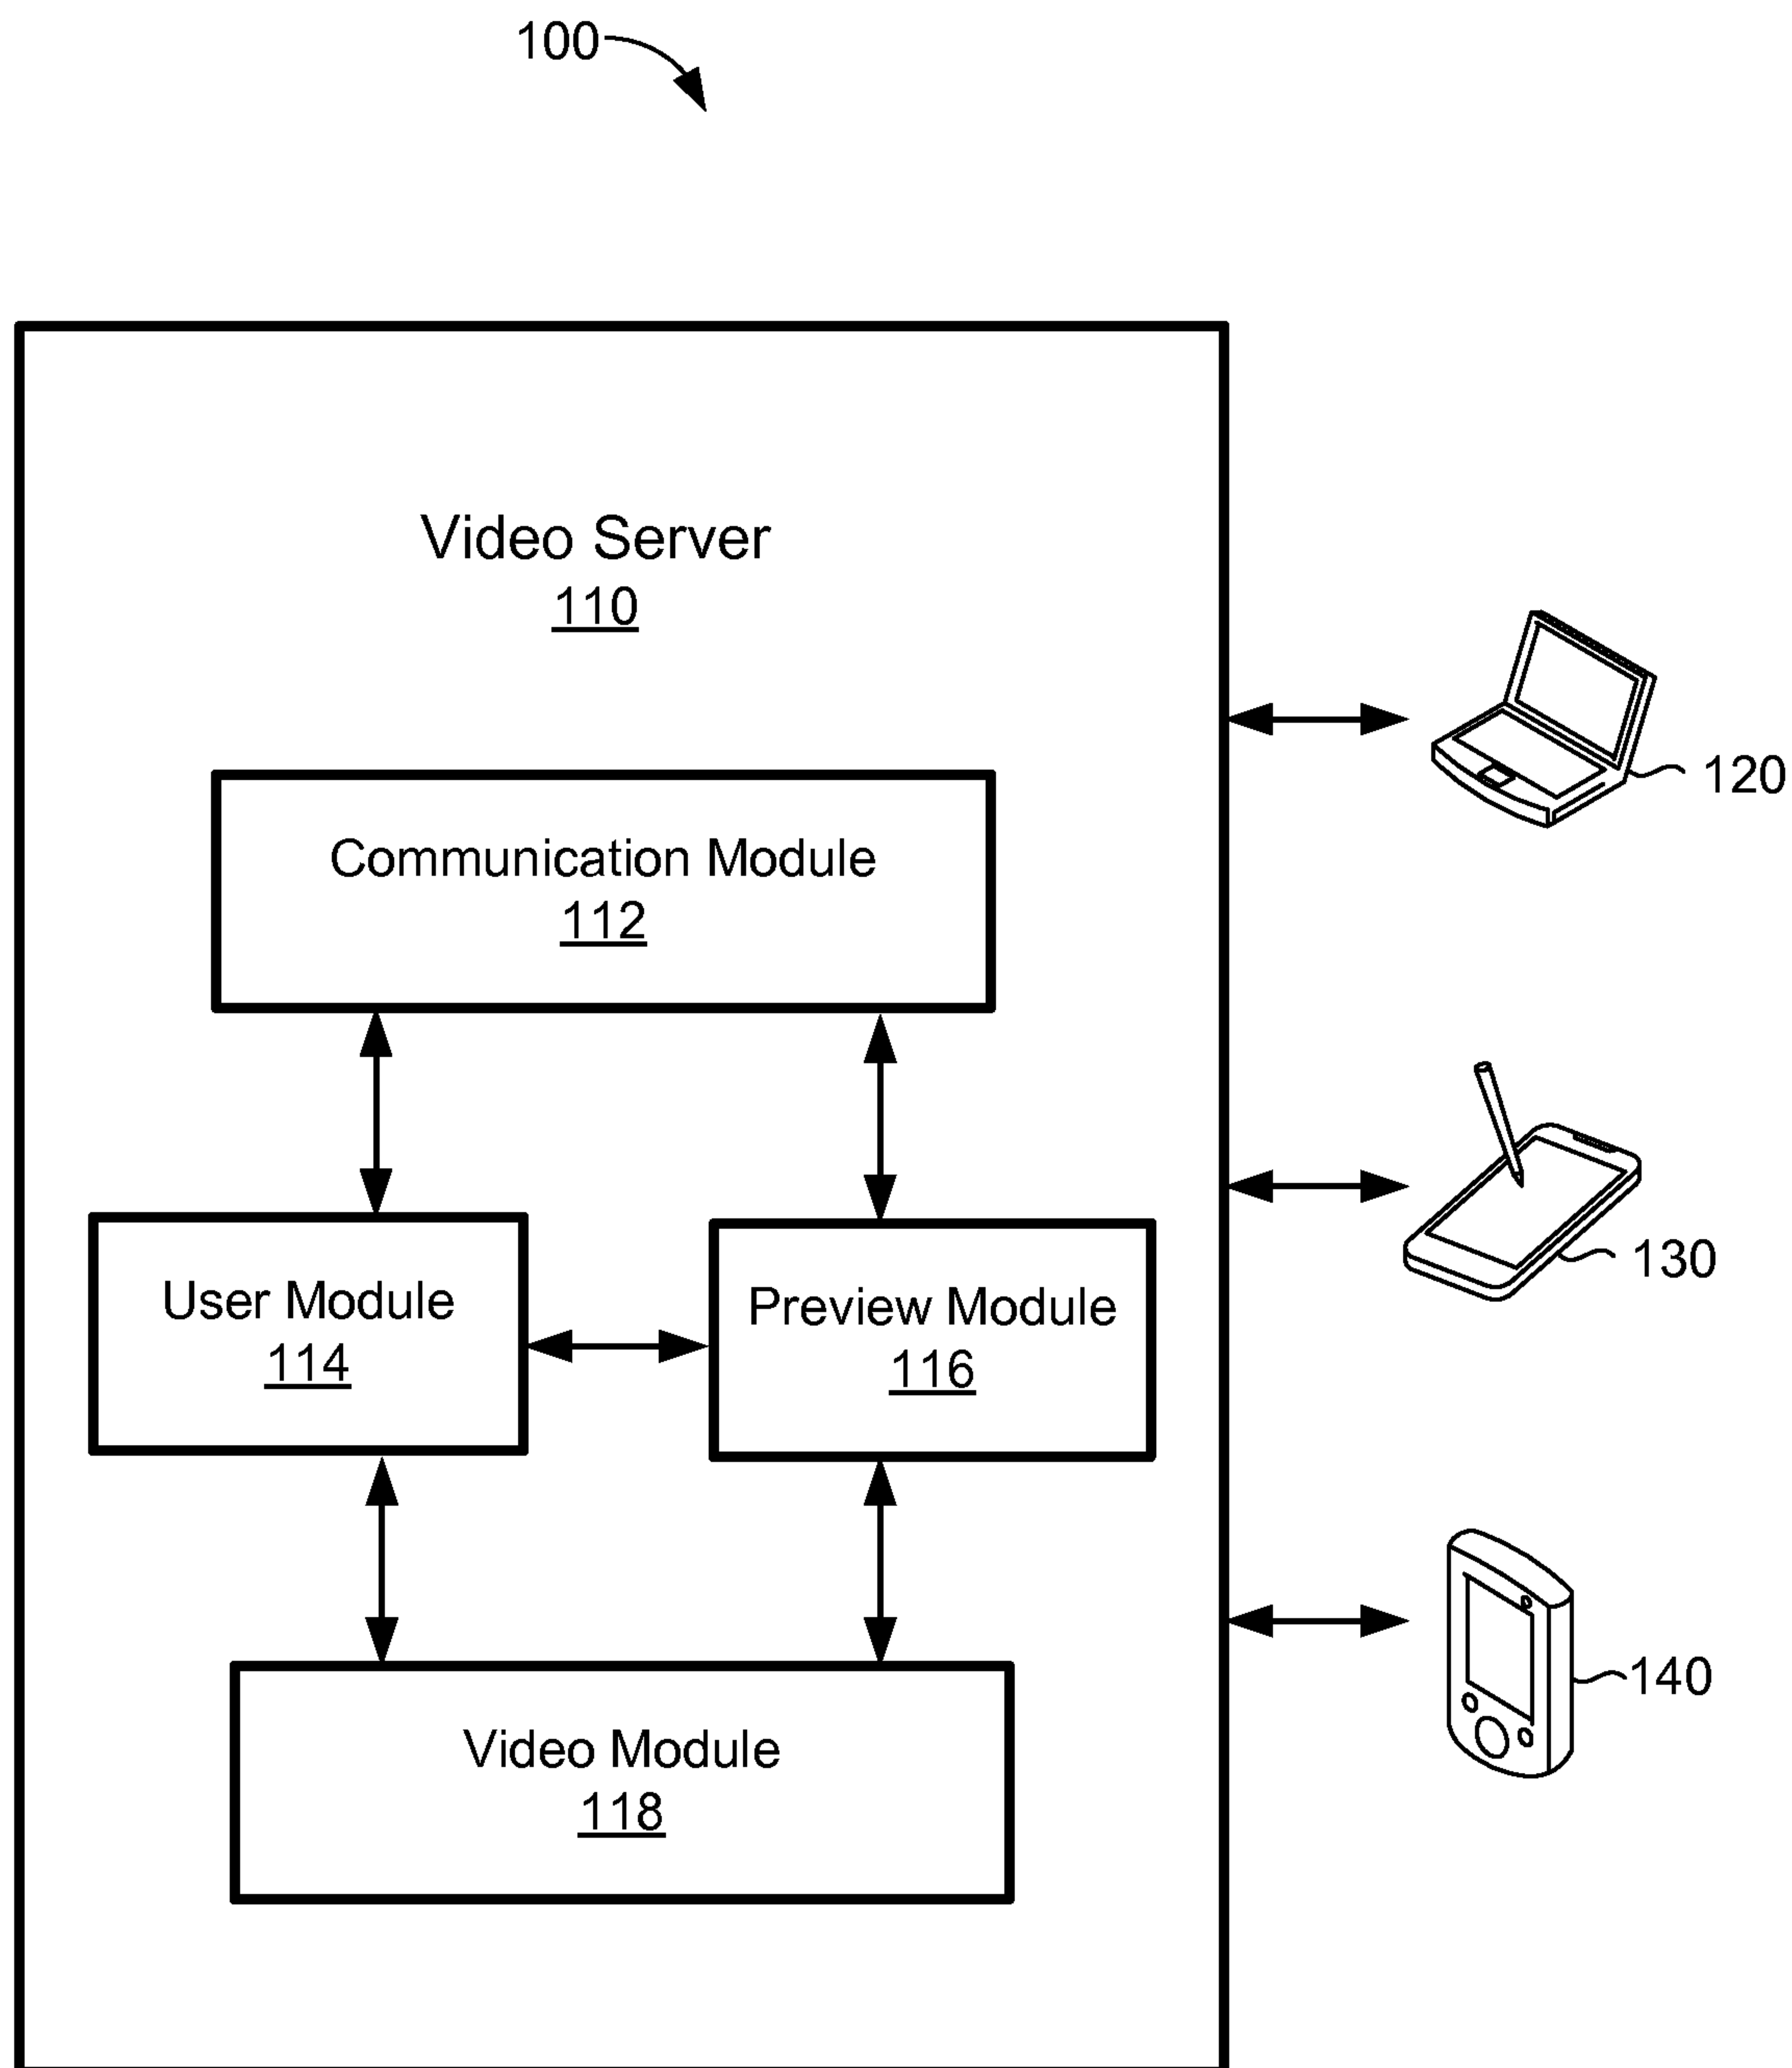 100
Video Server
110
120
Communication Module
112
130
User Module
114
Preview Module
116
140
Video Module
118